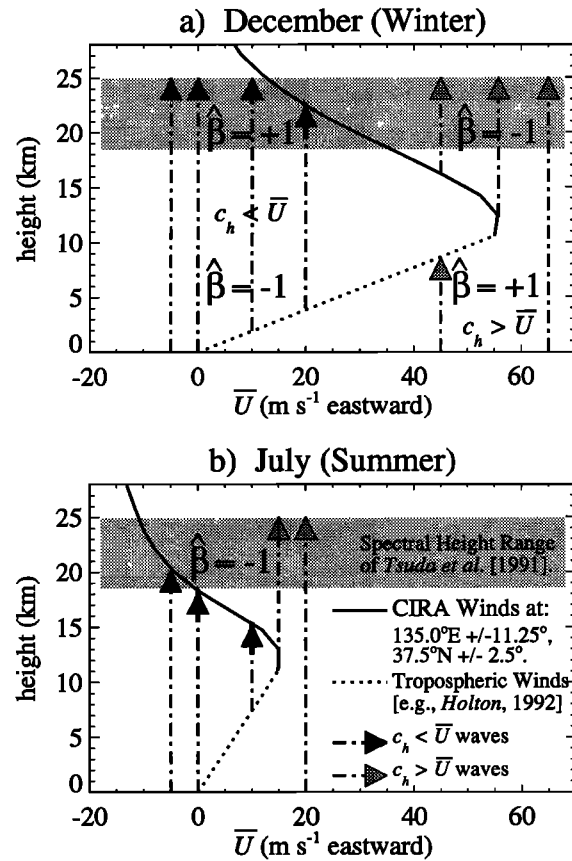 a) December (Winter)
height (km)
25
20
15
10
5
0
β̂ = +1
β̂ = -1
c_h < U̅
β̂ = -1
β̂ = +1
c_h > U̅
-20 0 20 40 60
U̅ (m s⁻¹ eastward)
b) July (Summer)
height (km)
25
20
15
10
5
0
β̂ = -1
Spectral Height Range
of Tsuda et al. [1991].
CIRA Winds at:
135.0°E +/-11.25°,
37.5°N +/- 2.5°.
Tropospheric Winds
[e.g., Holton, 1992]
c_h < U̅ waves
c_h > U̅ waves
-20 0 20 40 60
U̅ (m s⁻¹ eastward)